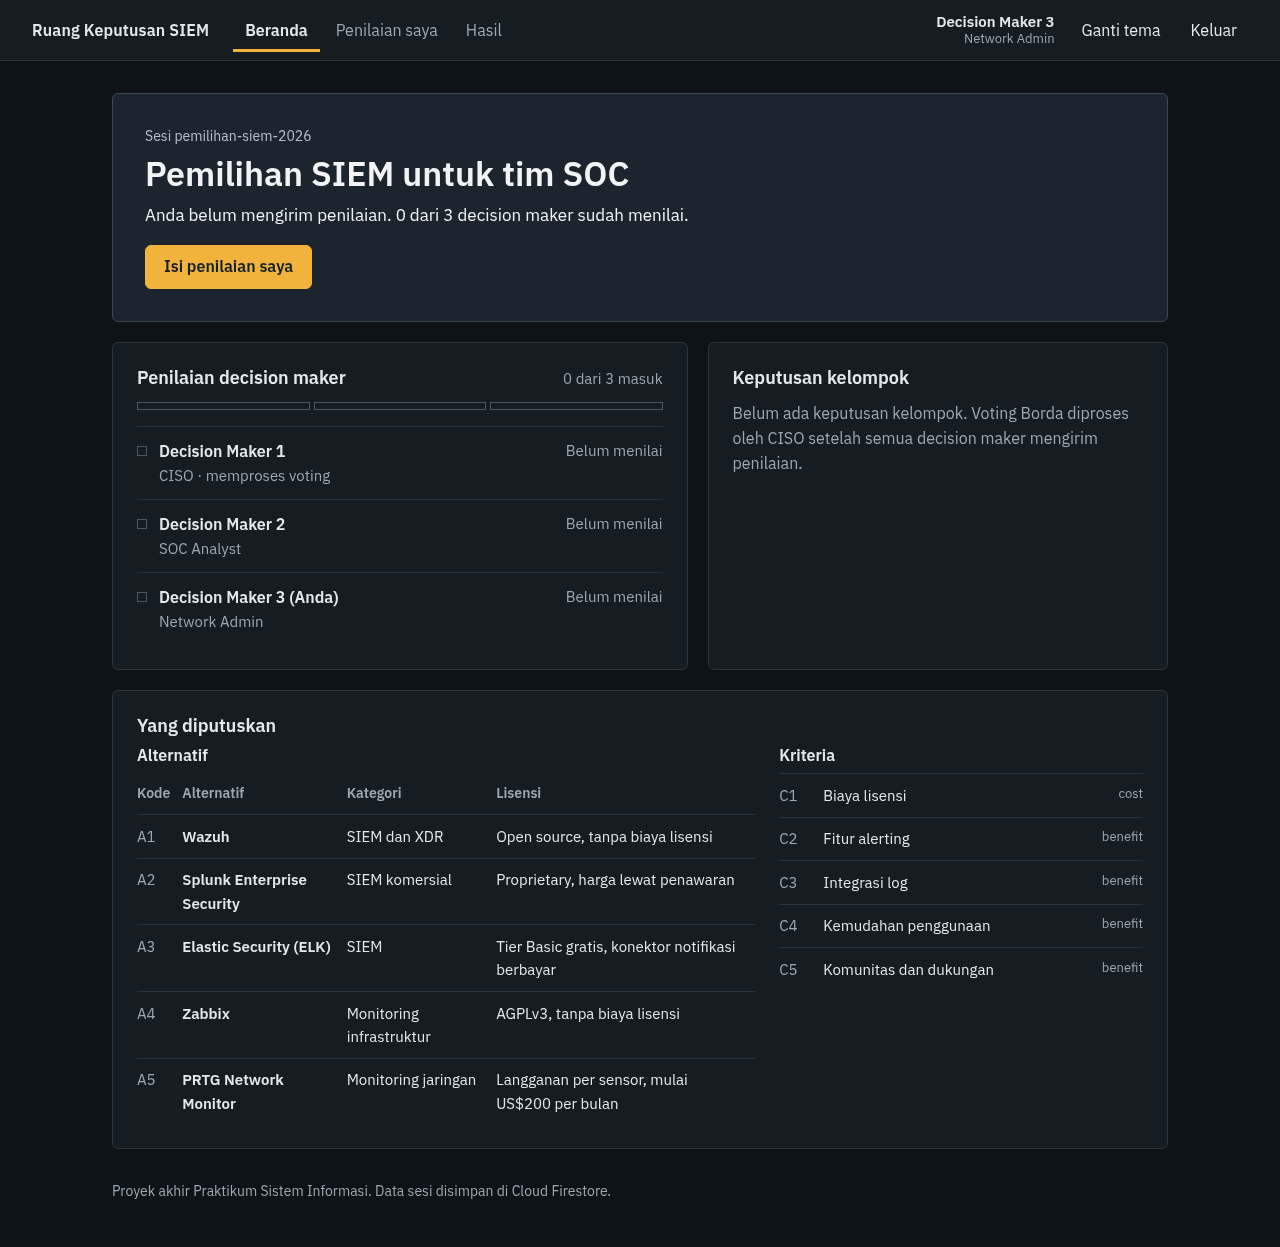 Ruang Keputusan SIEM
Beranda
Penilaian saya
Hasil
Decision Maker 3
Network Admin
Ganti tema
Keluar
Sesi pemilihan-siem-2026
Pemilihan SIEM untuk tim SOC
Anda belum mengirim penilaian. 0 dari 3 decision maker sudah menilai.
Isi penilaian saya
Penilaian decision maker
0 dari 3 masuk
Decision Maker 1
Belum menilai
CISO · memproses voting
Decision Maker 2
Belum menilai
SOC Analyst
Decision Maker 3 (Anda)
Belum menilai
Network Admin
Keputusan kelompok
Belum ada keputusan kelompok. Voting Borda diproses
oleh CISO setelah semua decision maker mengirim
penilaian.
Yang diputuskan
Alternatif
Kode Alternatif Kategori Lisensi
A1 Wazuh SIEM dan XDR Open source, tanpa biaya lisensi
A2 Splunk Enterprise SIEM komersial Proprietary, harga lewat penawaran
Security
A3 Elastic Security (ELK) SIEM Tier Basic gratis, konektor notifikasi
berbayar
A4 Zabbix Monitoring AGPLv3, tanpa biaya lisensi
infrastruktur
A5 PRTG Network Monitoring jaringan Langganan per sensor, mulai
Monitor US$200 per bulan
Kriteria
C1 Biaya lisensi cost
C2 Fitur alerting benefit
C3 Integrasi log benefit
C4 Kemudahan penggunaan benefit
C5 Komunitas dan dukungan benefit
Proyek akhir Praktikum Sistem Informasi. Data sesi disimpan di Cloud Firestore.